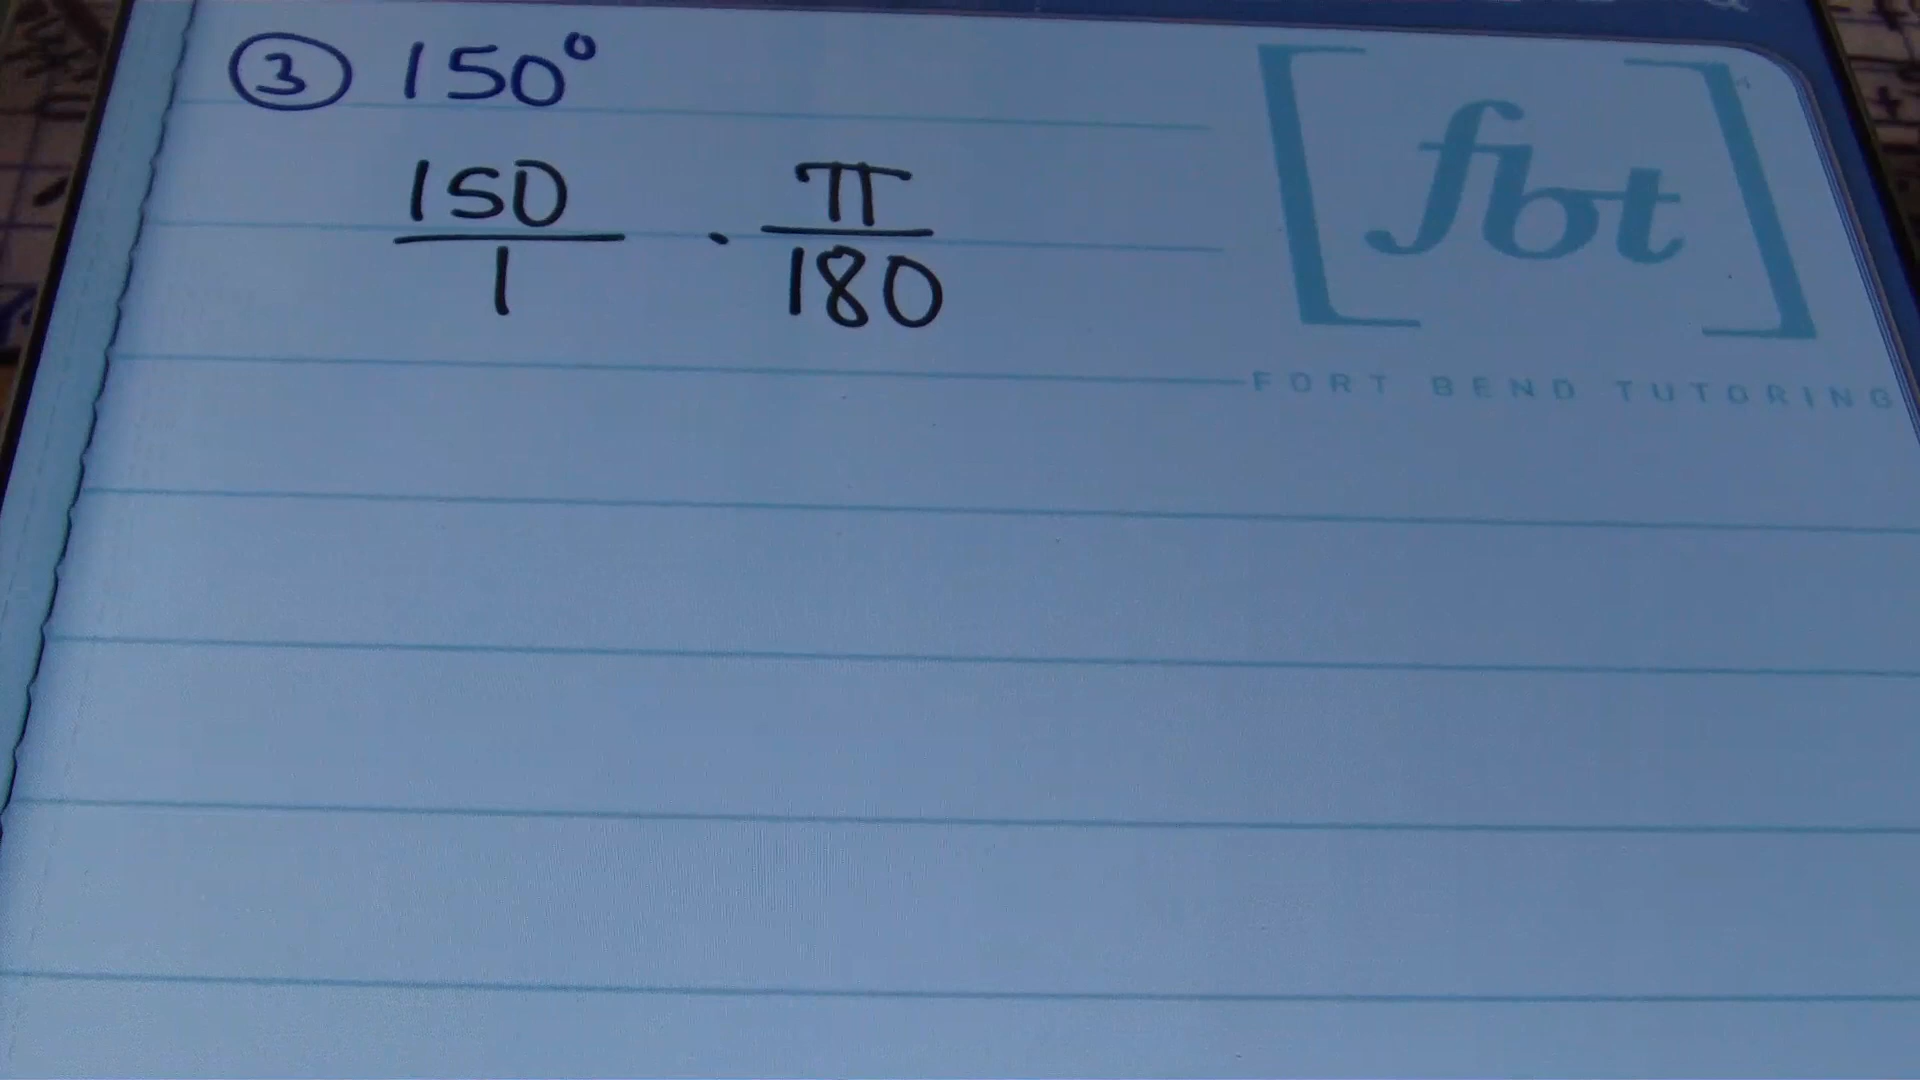 ③ 150°
150/1 · π/180
[fbt]
FORT BEND TUTORING